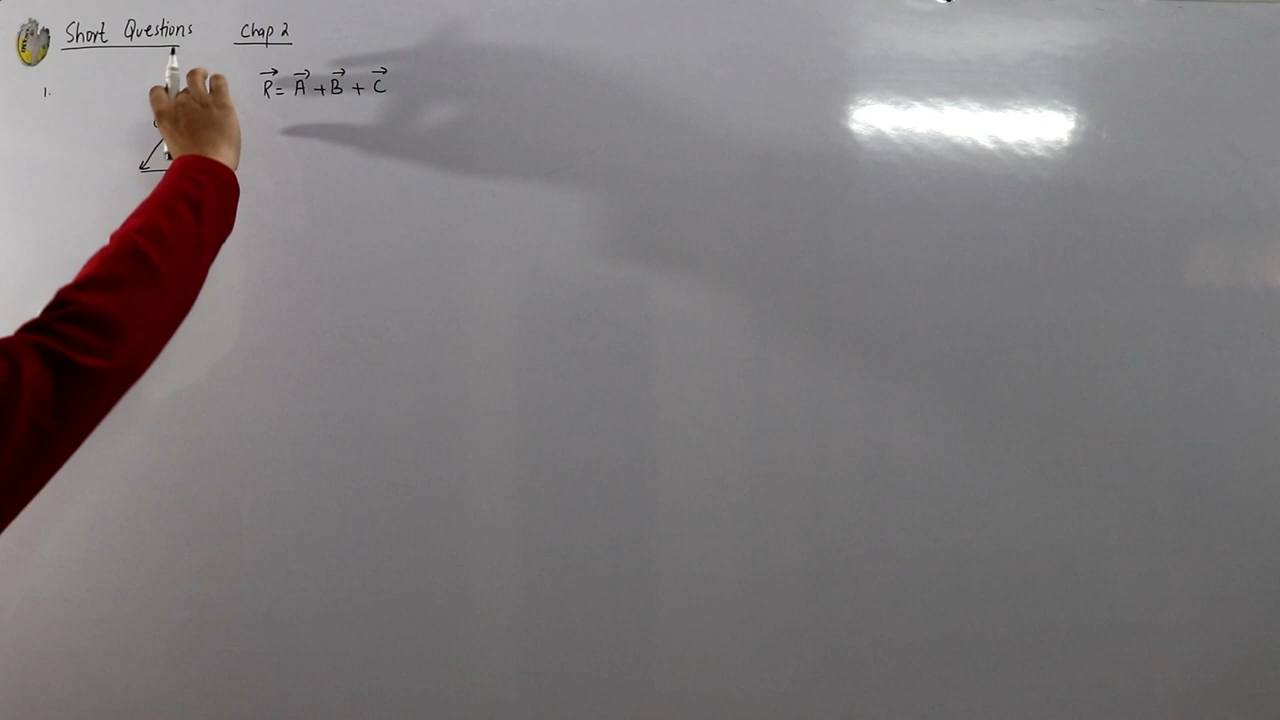 Short Questions Chap 2
1. R⃗ = A⃗ + B⃗ + C⃗